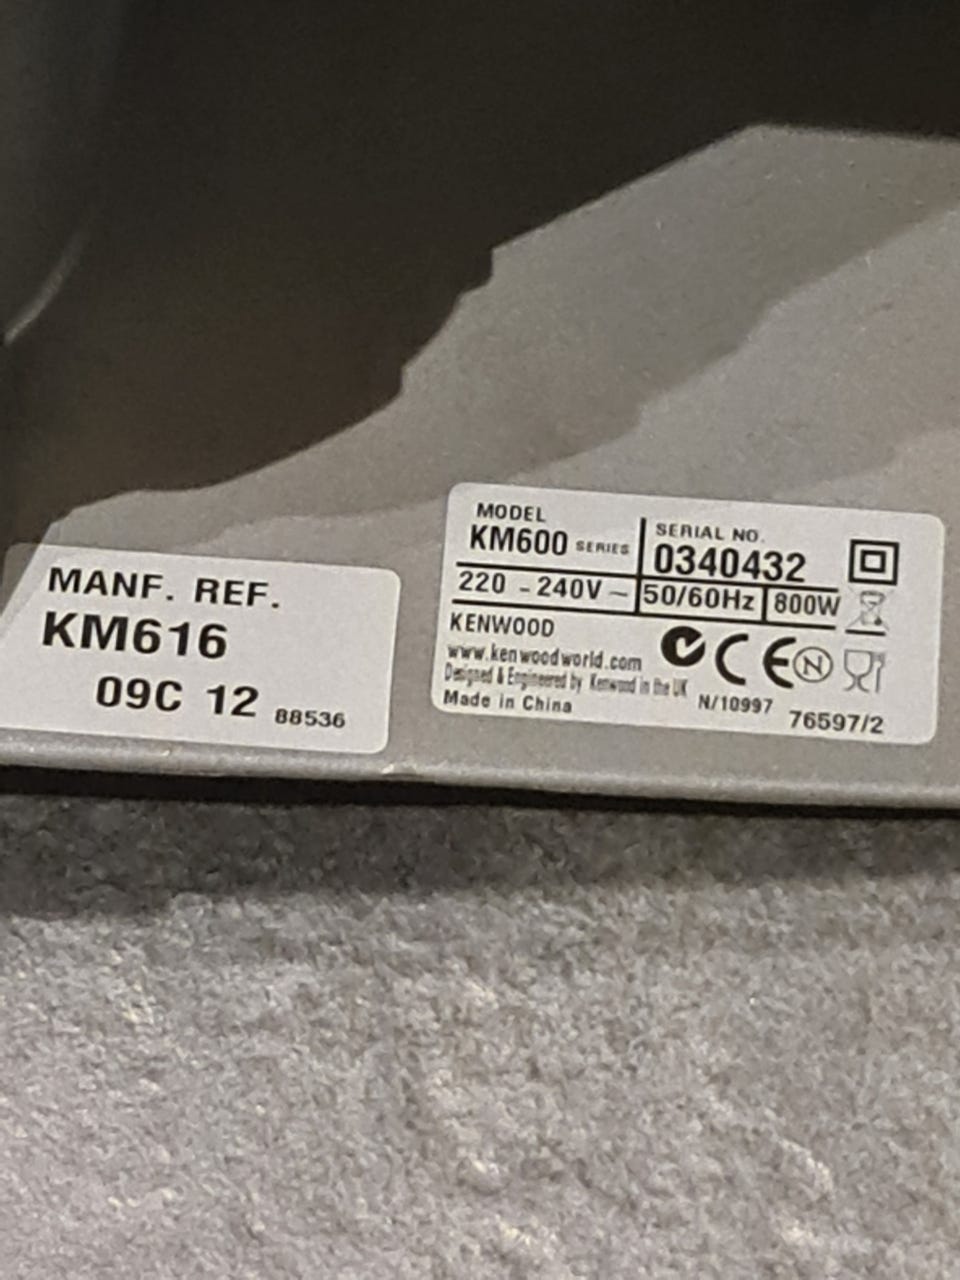 MANF. REF.
KM616
09C 12 88536
MODEL
KM600 SERIES
SERIAL NO.
0340432
220 - 240V ~ 50/60Hz 800W
KENWOOD
www.kenwoodworld.com
Designed & Engineered by Kenwood in the UK
Made in China
CE
N
N/10997
76597/2